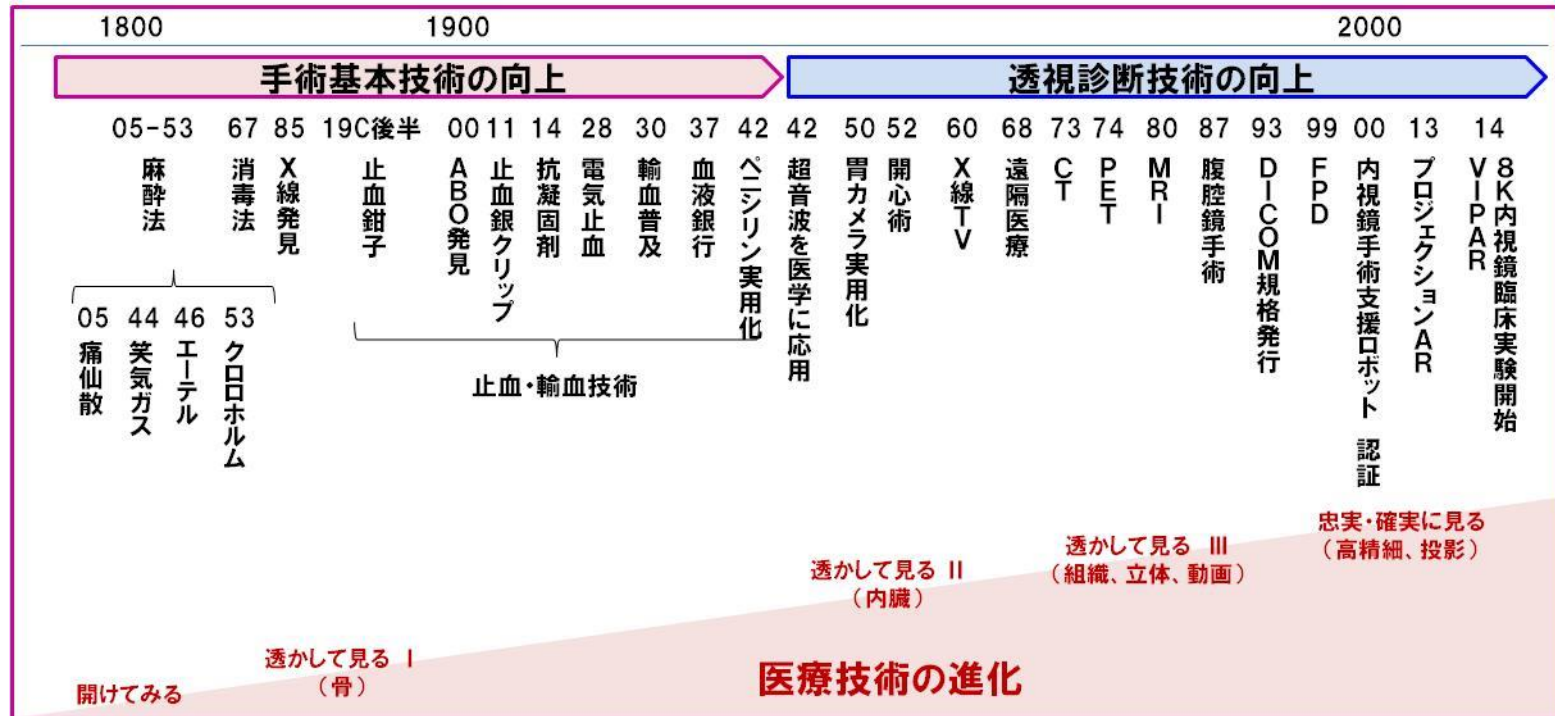 1800 1900 2000
手術基本技術の向上
透視診断技術の向上
05-53
麻酔法
67
消毒法
85
X線発見
19C後半
止血鉗子
00
ABO発見
11
止血銀クリップ
14
抗凝固剤
28
電気止血
30
輸血普及
37
血液銀行
42
ペニシリン実用化
42
超音波を医学に応用
50
胃カメラ実用化
52
開心術
60
X線TV
68
遠隔医療
73
CT
74
PET
80
MRI
87
腹腔鏡手術
93
DICOM規格発行
99
FPD
00
内視鏡手術支援ロボット 認証
13
プロジェクションAR
14
VIPAR
8K内視鏡臨床実験開始
05
痛仙散
44
笑気ガス
46
エーテル
53
クロロホルム
止血・輸血技術
開けてみる
透かして見る Ⅰ
(骨)
透かして見る Ⅱ
(内臓)
透かして見る Ⅲ
(組織、立体、動画)
忠実・確実に見る
(高精細、投影)
医療技術の進化